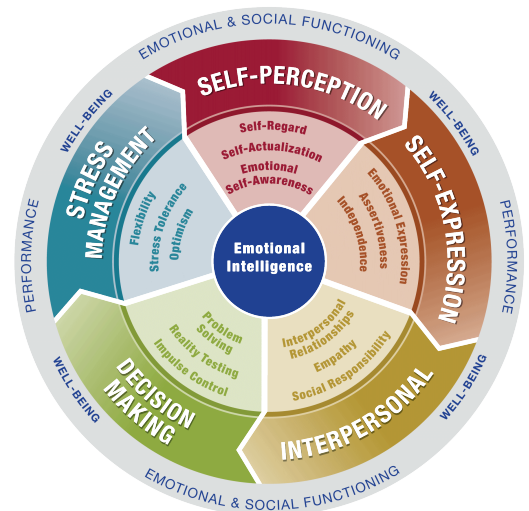 EMOTIONAL & SOCIAL FUNCTIONING
WELL-BEING
WELL-BEING
PERFORMANCE
PERFORMANCE
WELL-BEING
WELL-BEING
EMOTIONAL & SOCIAL FUNCTIONING
SELF-PERCEPTION
Self-Regard
Self-Actualization
Emotional
Self-Awareness
SELF-EXPRESSION
Emotional Expression
Assertiveness
Independence
INTERPERSONAL
Interpersonal
Relationships
Empathy
Social Responsibility
DECISION
MAKING
Problem
Solving
Reality Testing
Impulse Control
STRESS
MANAGEMENT
Flexibility
Stress Tolerance
Optimism
Emotional
Intelligence